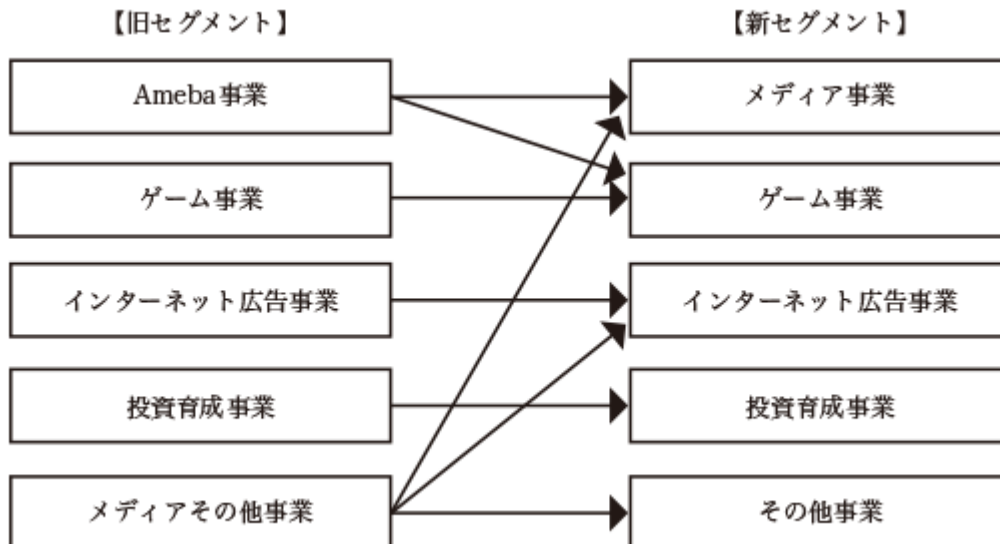 【旧セグメント】
【新セグメント】
Ameba事業
メディア事業
ゲーム事業
ゲーム事業
インターネット広告事業
インターネット広告事業
投資育成事業
投資育成事業
メディアその他事業
その他事業